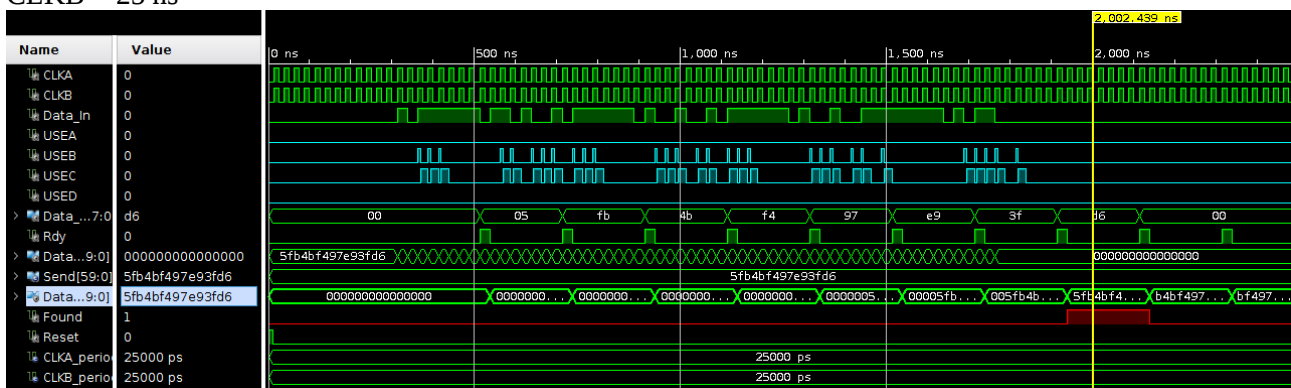 CLKB = 25 ns
2,002.439 ns
Name Value 0 ns 500 ns 1,000 ns 1,500 ns 2,000 ns
CLKA 0
CLKB 0
Data_In 0
USEA 0
USEB 0
USEC 0
USED 0
Data_...7:0 d6 00 05 fb 4b f4 97 e9 3f d6 00
Rdy 0
Data...9:0] 000000000000000 5fb4bf497e93fd6 000000000000000
Send[59:0] 5fb4bf497e93fd6 5fb4bf497e93fd6
Data...9:0] 5fb4bf497e93fd6 000000000000000 0000000... 0000000... 0000000... 0000000... 0000005... 00005fb... 005fb4b... 5fb4bf4... b4bf497... bf497...
Found 1
Reset 0
CLKA_perio 25000 ps 25000 ps
CLKB_perio 25000 ps 25000 ps